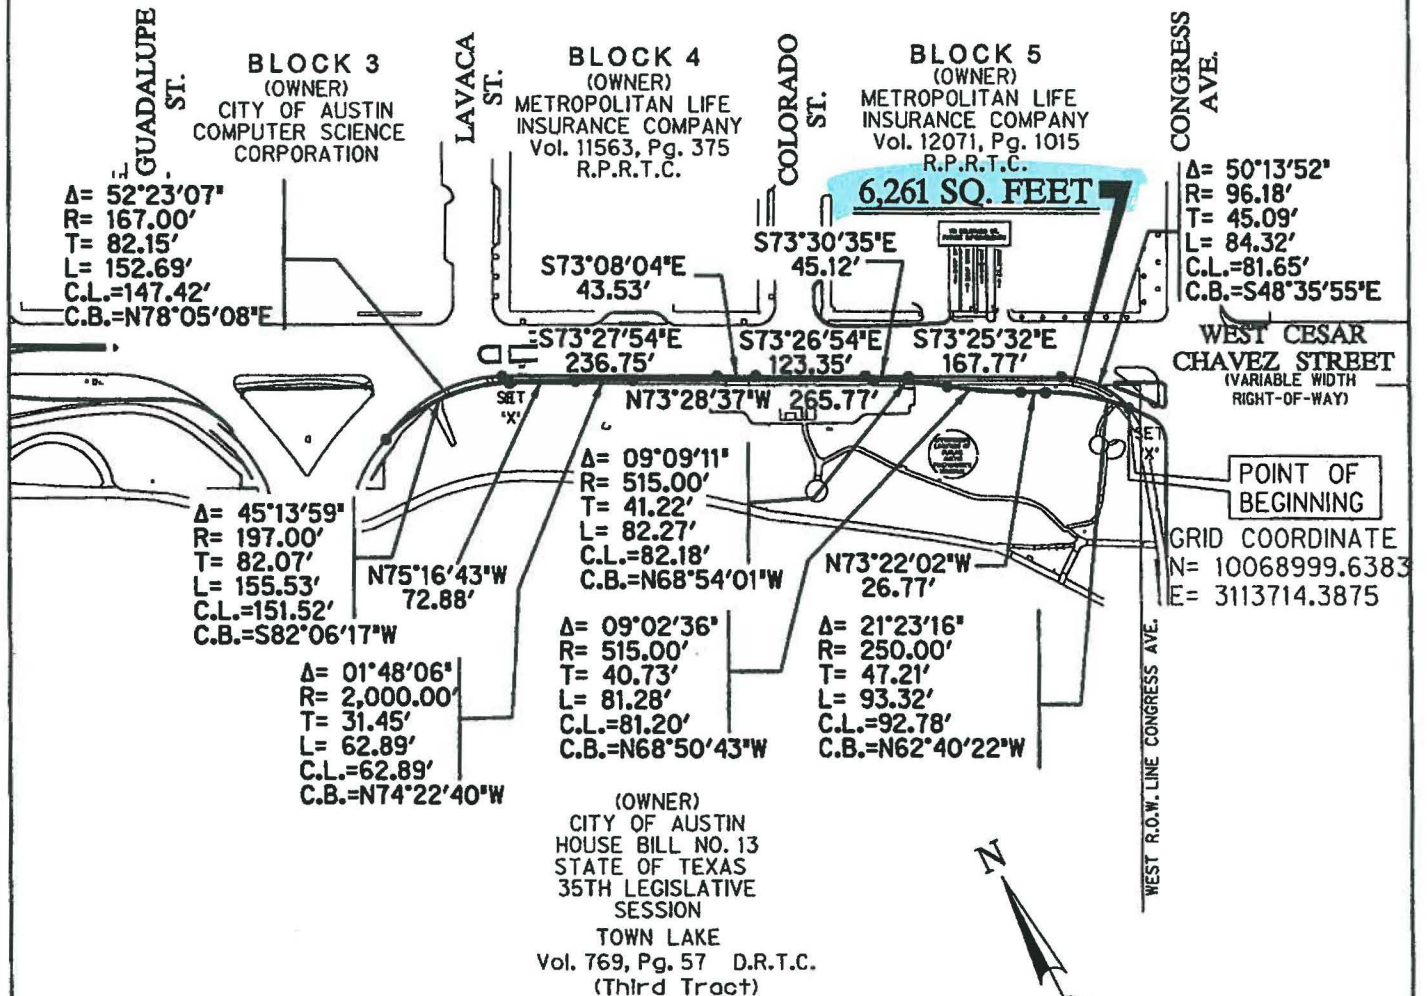 GUADALUPE
ST.
BLOCK 3
(OWNER)
CITY OF AUSTIN
COMPUTER SCIENCE
CORPORATION
LAVACA
ST.
BLOCK 4
(OWNER)
METROPOLITAN LIFE
INSURANCE COMPANY
Vol. 11563, Pg. 375
R.P.R.T.C.
COLORADO
ST.
BLOCK 5
(OWNER)
METROPOLITAN LIFE
INSURANCE COMPANY
Vol. 12071, Pg. 1015
R.P.R.T.C.
6,261 SQ. FEET
CONGRESS
AVE.
Δ= 52°23'07"
R= 167.00'
T= 82.15'
L= 152.69'
C.L.=147.42'
C.B.=N78°05'08"E
Δ= 50°13'52"
R= 96.18'
T= 45.09'
L= 84.32'
C.L.=81.65'
C.B.=S48°35'55"E
S73°08'04"E
43.53'
S73°30'35"E
45.12'
S73°27'54"E
236.75'
S73°26'54"E
123.35'
S73°25'32"E
167.77'
WEST CESAR
CHAVEZ STREET
(VARIABLE WIDTH
RIGHT-OF-WAY)
SET
'X'
N73°28'37"W 265.77'
SET
'X'
POINT OF
BEGINNING
GRID COORDINATE
N= 10068999.6383
E= 3113714.3875
Δ= 45°13'59"
R= 197.00'
T= 82.07'
L= 155.53'
C.L.=151.52'
C.B.=S82°06'17"W
N75°16'43"W
72.88'
Δ= 09°09'11"
R= 515.00'
T= 41.22'
L= 82.27'
C.L.=82.18'
C.B.=N68°54'01"W
N73°22'02"W
26.77'
Δ= 01°48'06"
R= 2,000.00'
T= 31.45'
L= 62.89'
C.L.=62.89'
C.B.=N74°22'40"W
Δ= 09°02'36"
R= 515.00'
T= 40.73'
L= 81.28'
C.L.=81.20'
C.B.=N68°50'43"W
Δ= 21°23'16"
R= 250.00'
T= 47.21'
L= 93.32'
C.L.=92.78'
C.B.=N62°40'22"W
WEST R.O.W. LINE CONGRESS AVE.
(OWNER)
CITY OF AUSTIN
HOUSE BILL NO. 13
STATE OF TEXAS
35TH LEGISLATIVE
SESSION
TOWN LAKE
Vol. 769, Pg. 57 D.R.T.C.
(Third Tract)
N